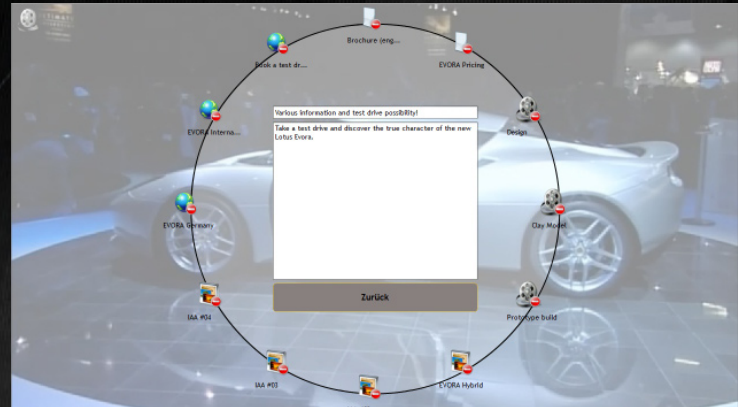 ULTIMATE
Brochure (eng...
Book a test dr...
EVORA Pricing
Various information and test drive possibility!
Take a test drive and discover the true character of the new
Lotus Evora.
EVORA Interna...
Design
EVORA Germany
Clay Model
Zurück
IAA #04
Prototype build
IAA #03
EVORA Hybrid